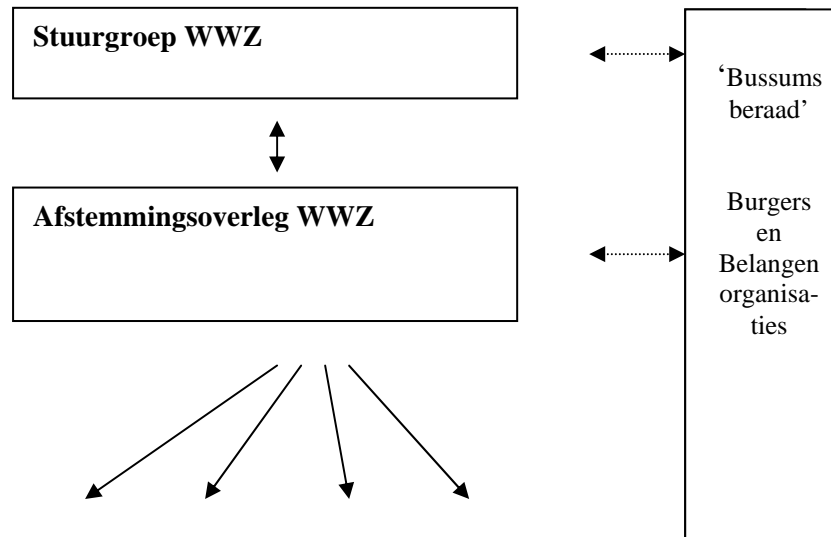 Stuurgroep WWZ
Afstemmingsoverleg WWZ
‘Bussums
beraad’
Burgers
en
Belangen
organisa-
ties